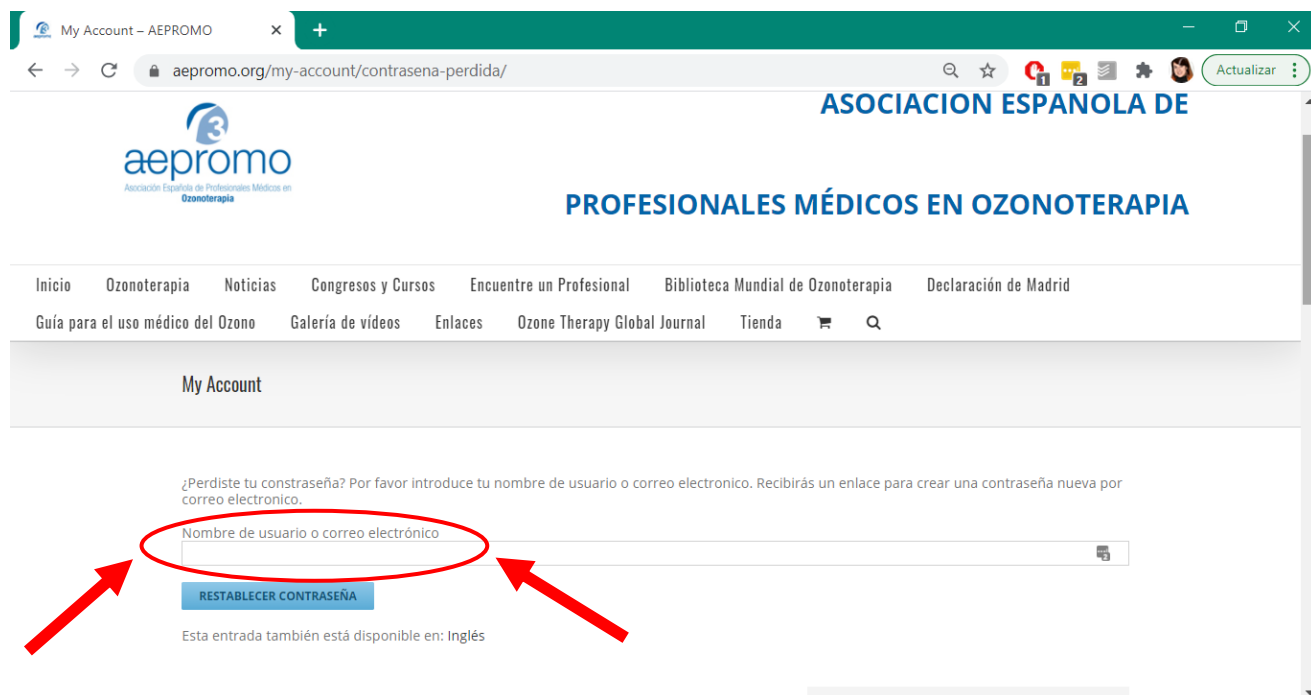 My Account – AEPROMO
aepromo.org/my-account/contrasena-perdida/
1
2
Actualizar
3
aepromo
Asociación Española de Profesionales Médicos en
Ozonoterapia
ASOCIACION ESPAÑOLA DE
PROFESIONALES MÉDICOS EN OZONOTERAPIA
Inicio Ozonoterapia Noticias Congresos y Cursos Encuentre un Profesional Biblioteca Mundial de Ozonoterapia Declaración de Madrid
Guía para el uso médico del Ozono Galería de vídeos Enlaces Ozone Therapy Global Journal Tienda
My Account
¿Perdiste tu constraseña? Por favor introduce tu nombre de usuario o correo electronico. Recibirás un enlace para crear una contraseña nueva por
correo electronico.
Nombre de usuario o correo electrónico
2
RESTABLECER CONTRASEÑA
Esta entrada también está disponible en: Inglés